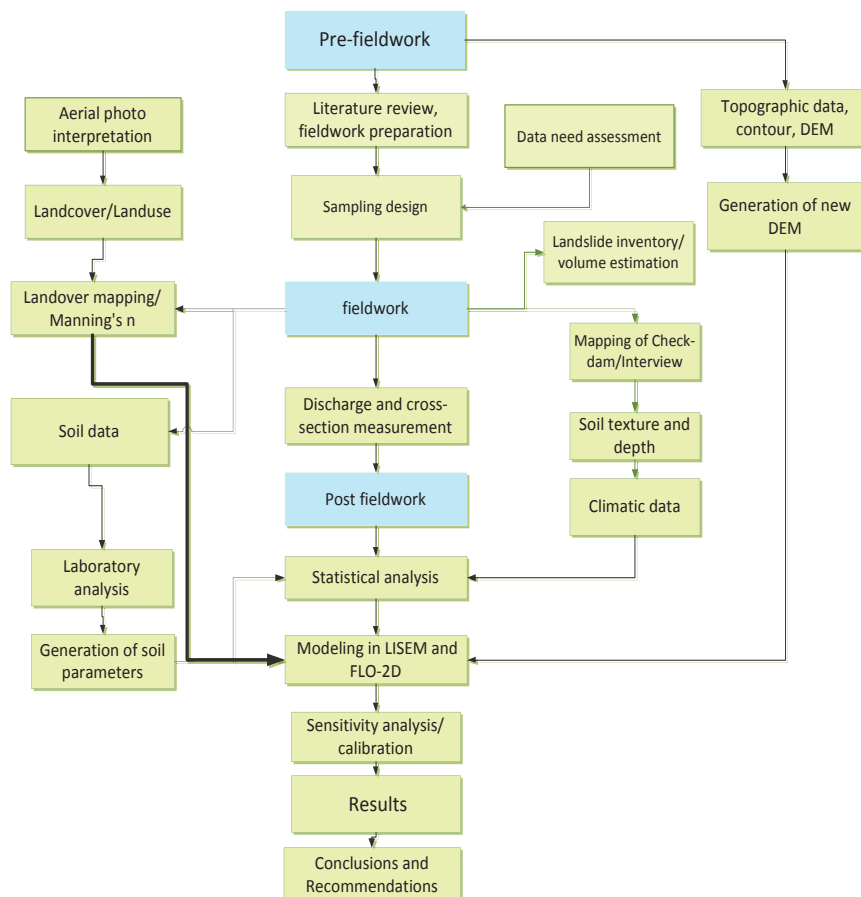 Pre-fieldwork
Aerial photo
interpretation
Literature review,
fieldwork preparation
Data need assessment
Topographic data,
contour, DEM
Landcover/Landuse
Sampling design
Generation of new
DEM
Landslide inventory/
volume estimation
Landover mapping/
Manning's n
fieldwork
Mapping of Check-
dam/Interview
Soil data
Discharge and cross-
section measurement
Soil texture and
depth
Post fieldwork
Climatic data
Laboratory
analysis
Statistical analysis
Generation of soil
parameters
Modeling in LISEM and
FLO-2D
Sensitivity analysis/
calibration
Results
Conclusions and
Recommendations